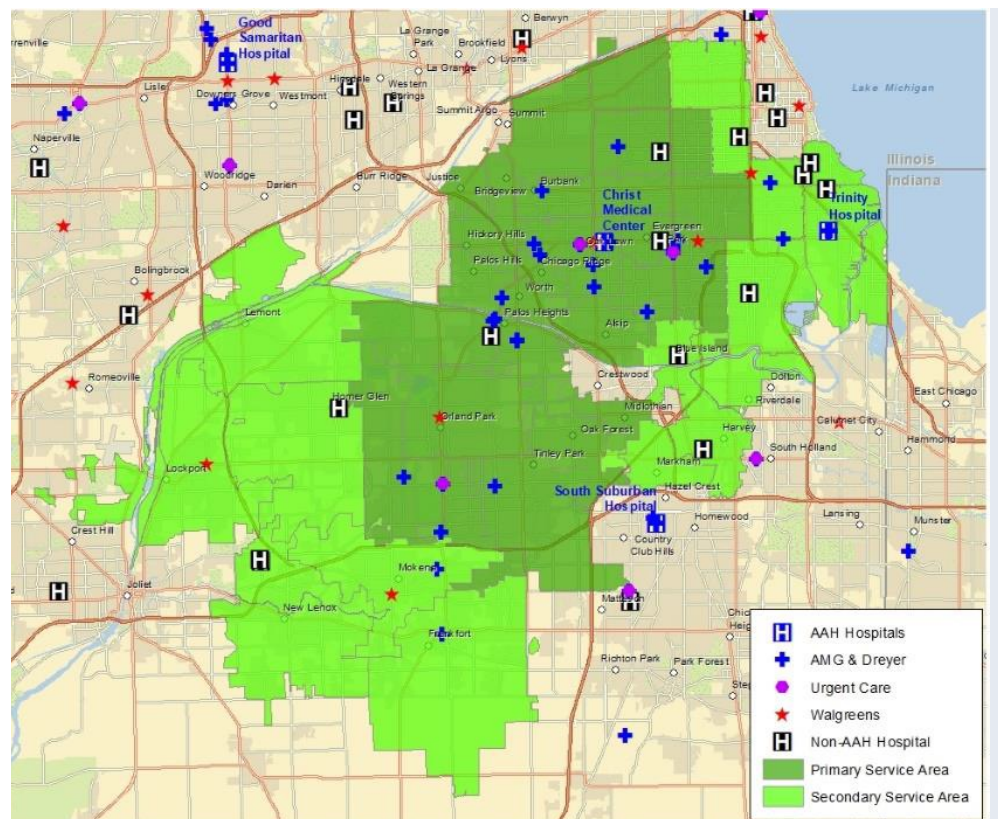 Good
Samaritan
Hospital
Berwyn
La Grange
Park
Brookfield
Lyons
La Grange
Western
Springs
Lisle
Downers Grove
Westmont
Summit Argo
Summit
Lake Michigan
Naperville
Illinois
Indiana
Woodridge
Darien
Burr Ridge
Justice
Bridgeview
Burbank
Christ
Medical
Center
Evergreen
Park
Trinity
Hospital
Hickory Hills
Palos Hills
Chicago Ridge
Bolingbrook
Worth
Lemont
Palos Heights
Alsip
Blue Island
Romeoville
Crestwood
Dolton
East Chicago
Homer Glen
Riverdale
Orland Park
Midlothian
Calumet City
Oak Forest
Harvey
Hammond
South Holland
Lockport
Tinley Park
Markham
South Suburban
Hospital
Hazel Crest
Crest Hill
Homewood
Lansing
Munster
Country
Club Hills
Joliet
Mokena
New Lenox
Frankfort
Richton Park
Park Forest
AAH Hospitals
AMG & Dreyer
Urgent Care
Walgreens
Non-AAH Hospital
Primary Service Area
Secondary Service Area